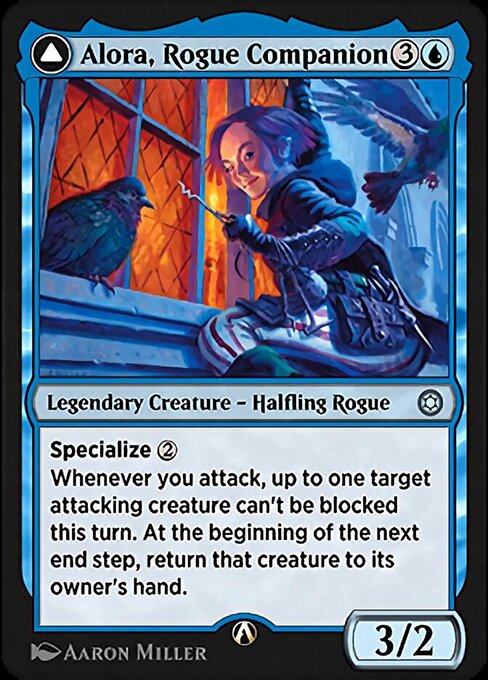 Alora, Rogue Companion 3
Legendary Creature – Halfling Rogue
Specialize 2
Whenever you attack, up to one target
attacking creature can't be blocked
this turn. At the beginning of the next
end step, return that creature to its
owner's hand.
3/2
Aaron Miller